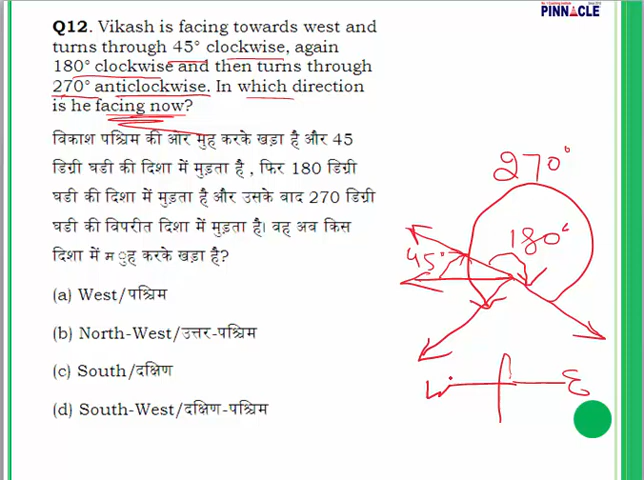 PINNACLE
Q12. Vikash is facing towards west and
turns through 45° clockwise, again
180° clockwise and then turns through
270° anticlockwise. In which direction
is he facing now?
विकाश पश्चिम की ओर मुह करके खड़ा है और 45
डिग्री घडी की दिशा में मुड़ता है , फिर 180 डिग्री
घडी की दिशा में मुड़ता है और उसके बाद 270 डिग्री
घडी की विपरीत दिशा में मुड़ता है। वह अब किस
दिशा में म ुह करके खड़ा है?
(a) West/पश्चिम
(b) North-West/उत्तर-पश्चिम
(c) South/दक्षिण
(d) South-West/दक्षिण-पश्चिम
270°
180°
45°
W E